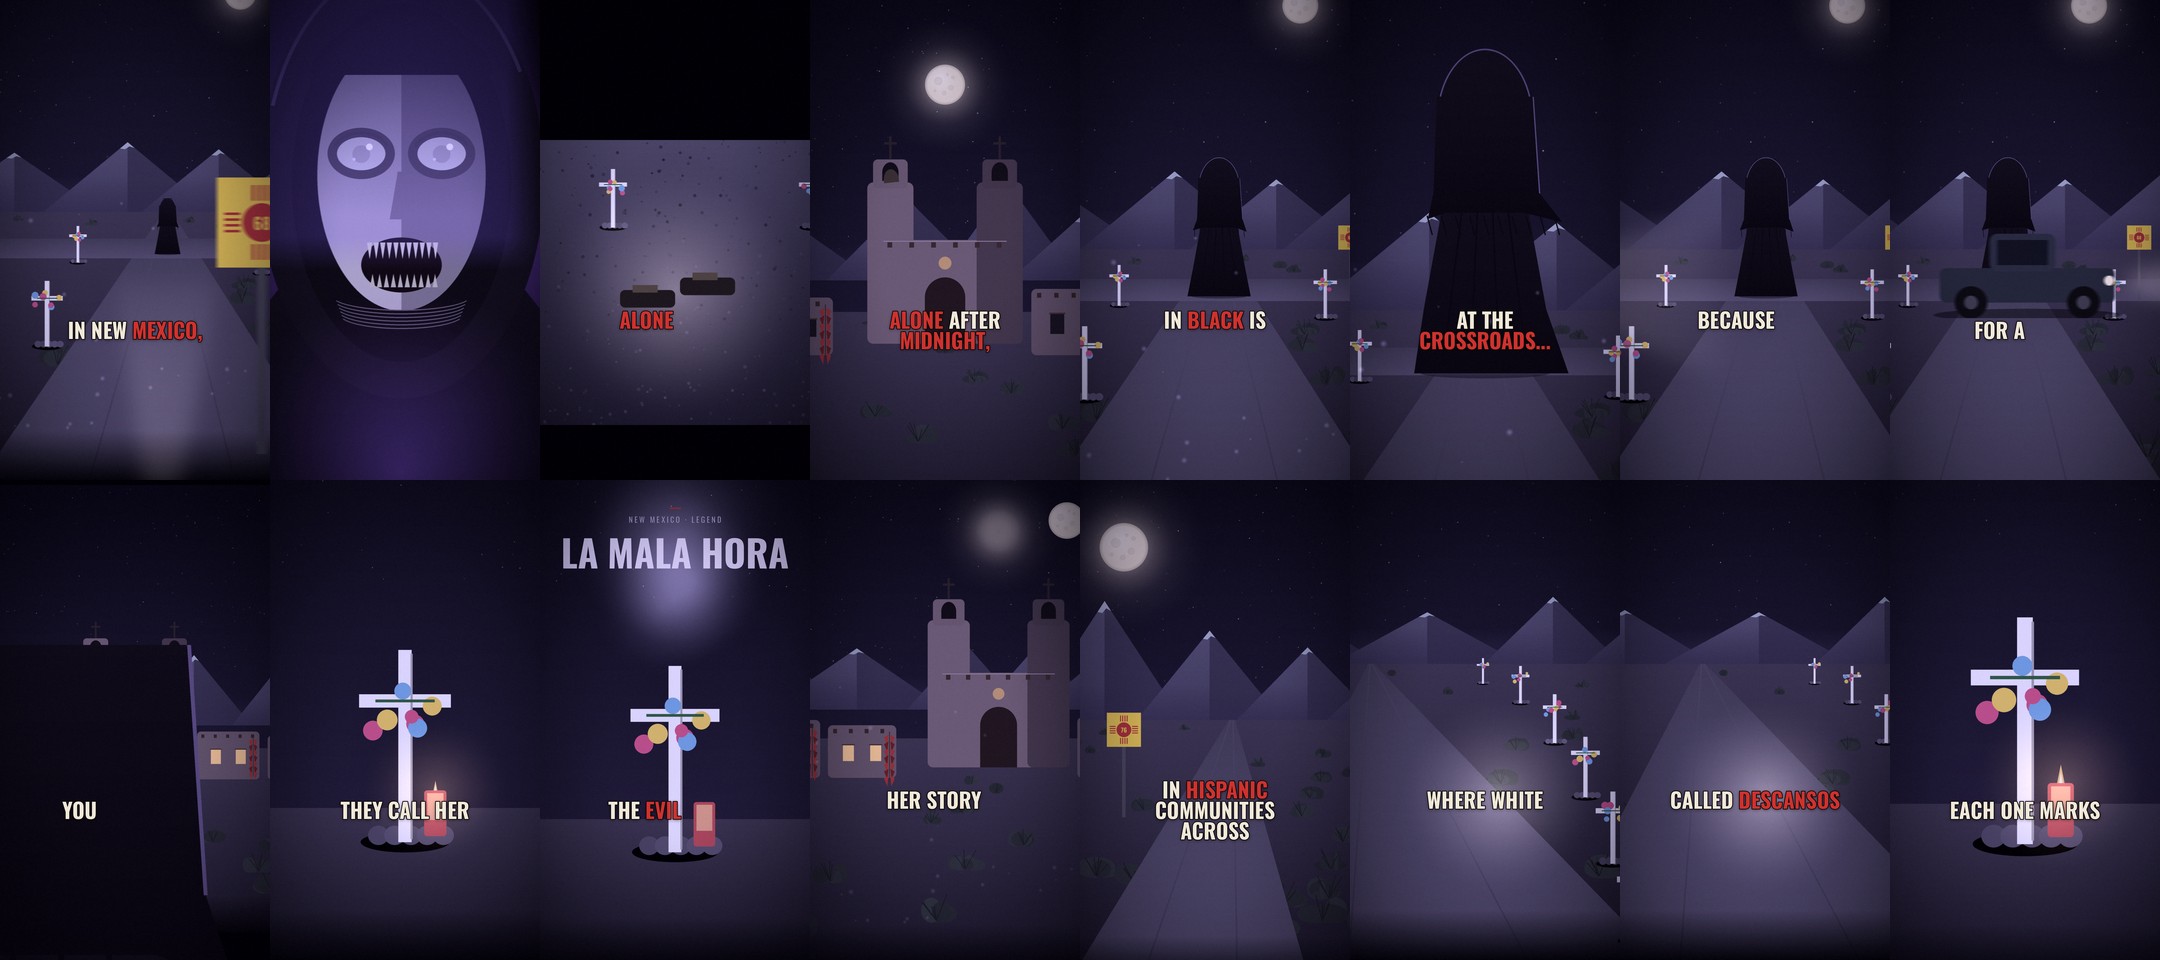 IN NEW MEXICO,
ALONE
ALONE AFTER
MIDNIGHT,
IN BLACK IS
AT THE
CROSSROADS...
BECAUSE
FOR A
YOU
THEY CALL HER
NEW MEXICO LEGEND
LA MALA HORA
THE EVIL
HER STORY
IN HISPANIC
COMMUNITIES
ACROSS
WHERE WHITE
CALLED DESCANSOS
EACH ONE MARKS